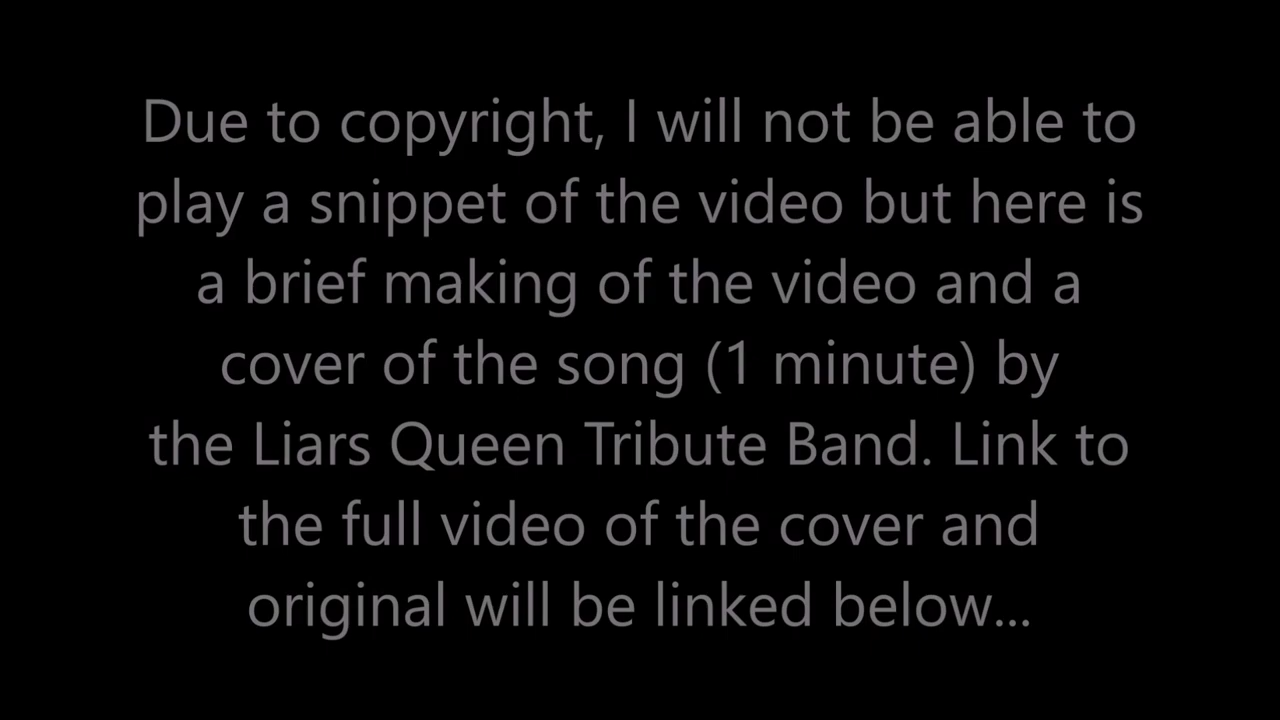 Due to copyright, I will not be able to
play a snippet of the video but here is
a brief making of the video and a
cover of the song (1 minute) by
the Liars Queen Tribute Band. Link to
the full video of the cover and
original will be linked below...